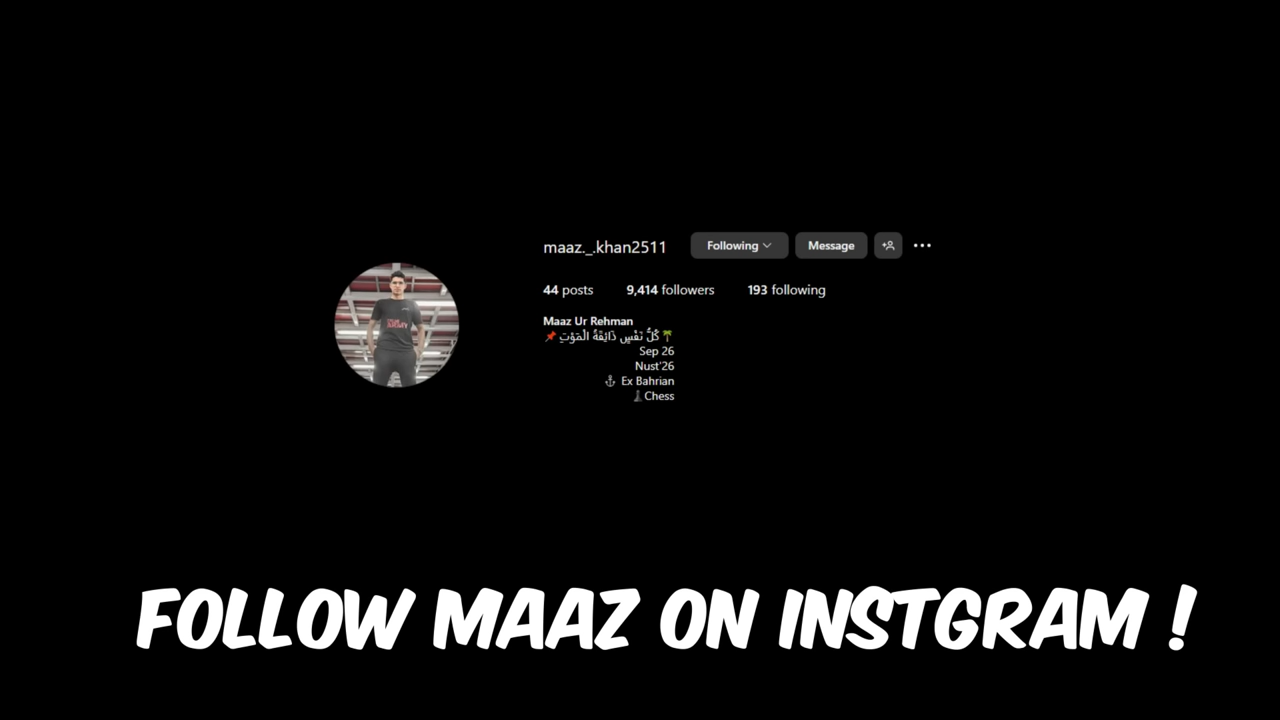 maaz._.khan2511 Following Message
44 posts 9,414 followers 193 following
Maaz Ur Rehman
📌 كُلُّ نَفْسٍ ذَائِقَةُ الْمَوْتِ🌴
Sep 26
Nust'26
⚓ Ex Bahrian
♟Chess
FOLLOW MAAZ ON INSTGRAM !